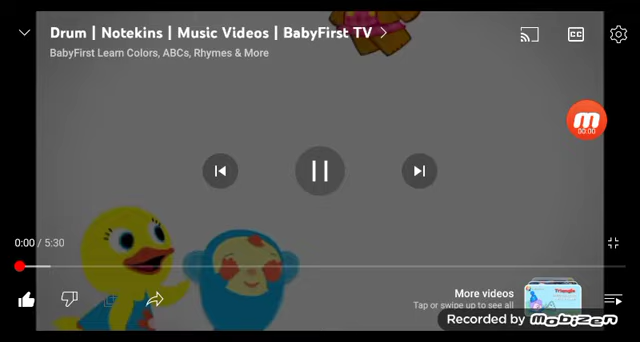 Drum | Notekins | Music Videos | BabyFirst TV
BabyFirst Learn Colors, ABCs, Rhymes & More
CC
m
00:00
0:00 / 5:30
More videos
Tap or swipe up to see all
Triangle
Recorded by MOBIZEN